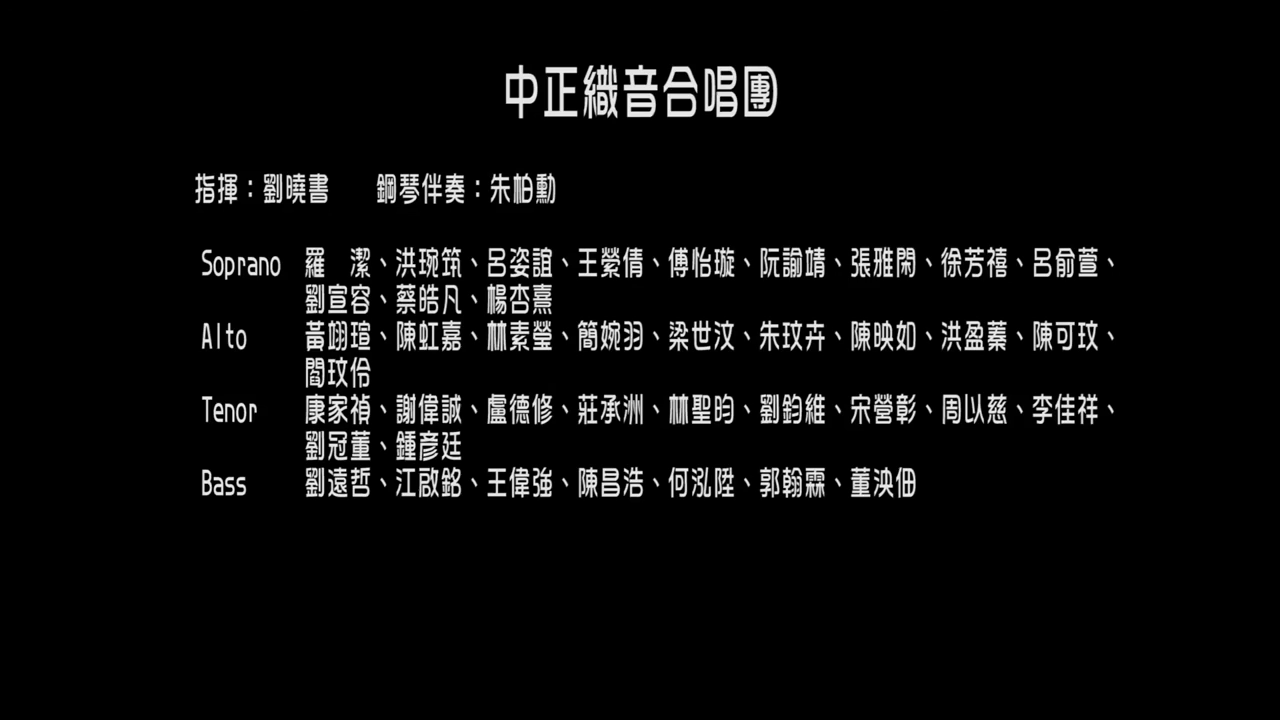 中正織音合唱團
指揮：劉曉書　　鋼琴伴奏：朱柏勳
Soprano 羅　潔、洪琬筑、呂姿誼、王縈倩、傅怡璇、阮諭靖、張雅閑、徐芳禧、呂俞萱、
劉宣容、蔡皓凡、楊杏熹
Alto 黃翊瑄、陳虹嘉、林素瑩、簡婉羽、梁世汶、朱玟卉、陳映如、洪盈蓁、陳可玟、
閻玟伶
Tenor 康家禎、謝偉誠、盧德修、莊承洲、林聖昀、劉鈞維、宋營彰、周以慈、李佳祥、
劉冠董、鍾彥廷
Bass 劉遠哲、江啟銘、王偉強、陳昌浩、何泓陞、郭翰霖、董泱佃